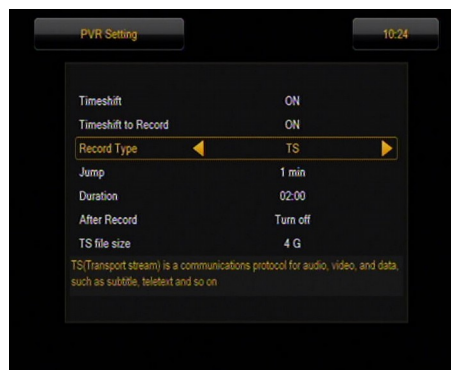 PVR Setting 10:24
Timeshift ON
Timeshift to Record ON
Record Type TS
Jump 1 min
Duration 02:00
After Record Turn off
TS file size 4 G
TS(Transport stream) is a communications protocol for audio, video, and data,
such as subtitle, teletext and so on